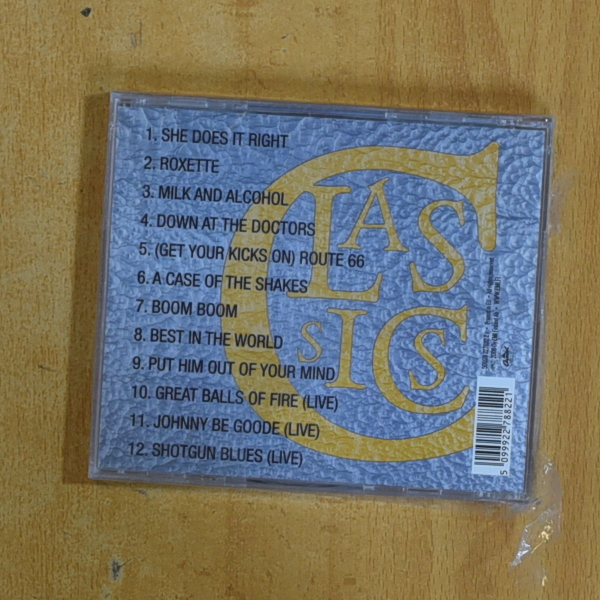 1. SHE DOES IT RIGHT
2. ROXETTE
3. MILK AND ALCOHOL
4. DOWN AT THE DOCTORS
5. (GET YOUR KICKS ON) ROUTE 66
6. A CASE OF THE SHAKES
7. BOOM BOOM
8. BEST IN THE WORLD
9. PUT HIM OUT OF YOUR MIND
10. GREAT BALLS OF FIRE (LIVE)
11. JOHNNY BE GOODE (LIVE)
12. SHOTGUN BLUES (LIVE)
CLASSICS
5 099922 788221